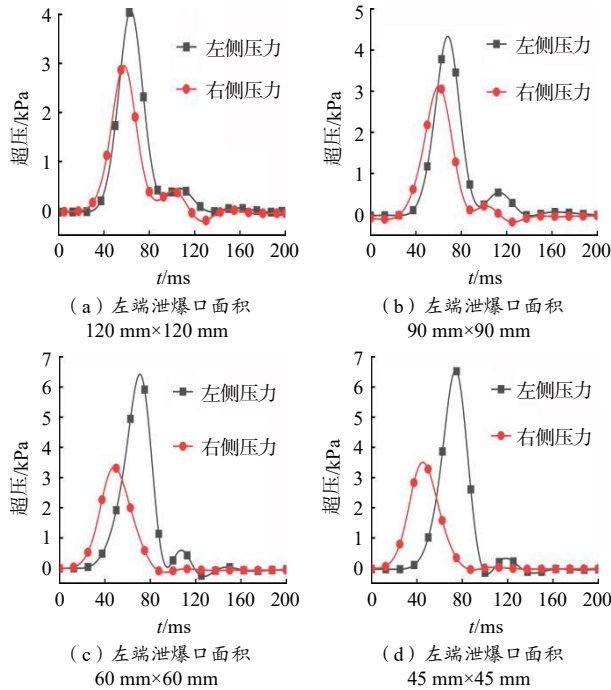 4
3
2
1
0
超压/kPa
左侧压力
右侧压力
0 40 80 120 160 200
t/ms
（a）左端泄爆口面积
120 mm×120 mm
5
4
3
2
1
0
超压/kPa
左侧压力
右侧压力
0 40 80 120 160 200
t/ms
（b）左端泄爆口面积
90 mm×90 mm
7
6
5
4
3
2
1
0
超压/kPa
左侧压力
右侧压力
0 40 80 120 160 200
t/ms
（c）左端泄爆口面积
60 mm×60 mm
7
6
5
4
3
2
1
0
超压/kPa
左侧压力
右侧压力
0 40 80 120 160 200
t/ms
（d）左端泄爆口面积
45 mm×45 mm